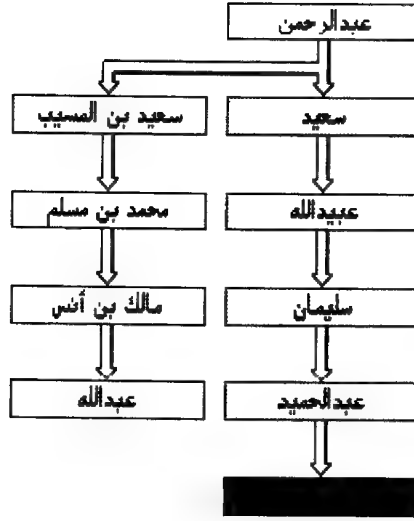 عبدالرحمن
سعيد
سعيد بن المسيب
عبيدالله
محمد بن مسلم
سليمان
مالك بن أنس
عبدالحميد
عبدالله